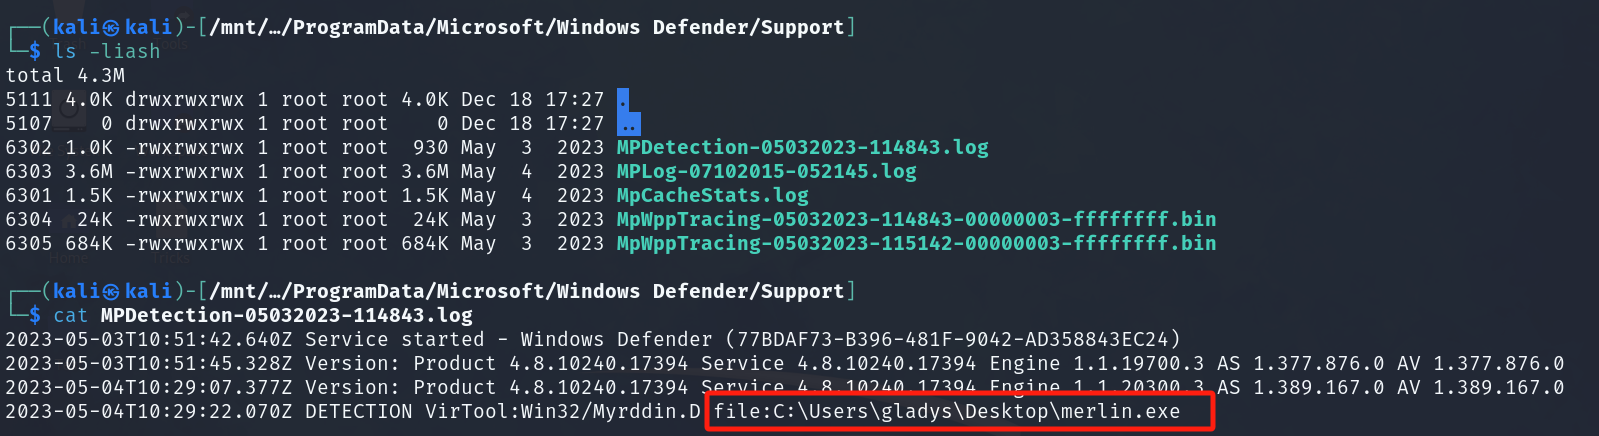 ┌──(kali㉿kali)-[/mnt/…/ProgramData/Microsoft/Windows Defender/Support]
└─$ ls -liash
total 4.3M
5111 4.0K drwxrwxrwx 1 root root 4.0K Dec 18 17:27 .
5107    0 drwxrwxrwx 1 root root    0 Dec 18 17:27 ..
6302 1.0K -rwxrwxrwx 1 root root  930 May  3  2023 MPDetection-05032023-114843.log
6303 3.6M -rwxrwxrwx 1 root root 3.6M May  4  2023 MPLog-07102015-052145.log
6301 1.5K -rwxrwxrwx 1 root root 1.5K May  4  2023 MpCacheStats.log
6304  24K -rwxrwxrwx 1 root root  24K May  3  2023 MpWppTracing-05032023-114843-00000003-ffffffff.bin
6305 684K -rwxrwxrwx 1 root root 684K May  3  2023 MpWppTracing-05032023-115142-00000003-ffffffff.bin
┌──(kali㉿kali)-[/mnt/…/ProgramData/Microsoft/Windows Defender/Support]
└─$ cat MPDetection-05032023-114843.log
2023-05-03T10:51:42.640Z Service started - Windows Defender (77BDAF73-B396-481F-9042-AD358843EC24)
2023-05-03T10:51:45.328Z Version: Product 4.8.10240.17394 Service 4.8.10240.17394 Engine 1.1.19700.3 AS 1.377.876.0 AV 1.377.876.0
2023-05-04T10:29:07.377Z Version: Product 4.8.10240.17394 Service 4.8.10240.17394 Engine 1.1.20300.3 AS 1.389.167.0 AV 1.389.167.0
2023-05-04T10:29:22.070Z DETECTION VirTool:Win32/Myrddin.D file:C:\Users\gladys\Desktop\merlin.exe